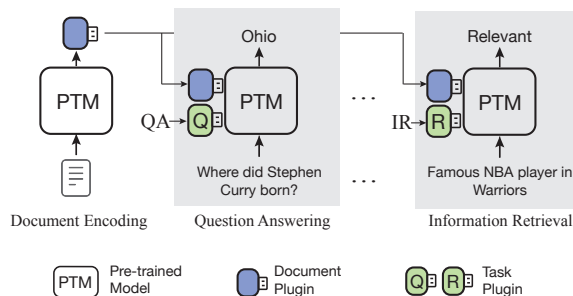 Ohio
Relevant
PTM
PTM
PTM
QA
Q
IR
R
...
Where did Stephen
Curry born?
...
Famous NBA player in
Warriors
Document Encoding
Question Answering
Information Retrieval
PTM
Pre-trained
Model
Document
Plugin
Q
R
Task
Plugin